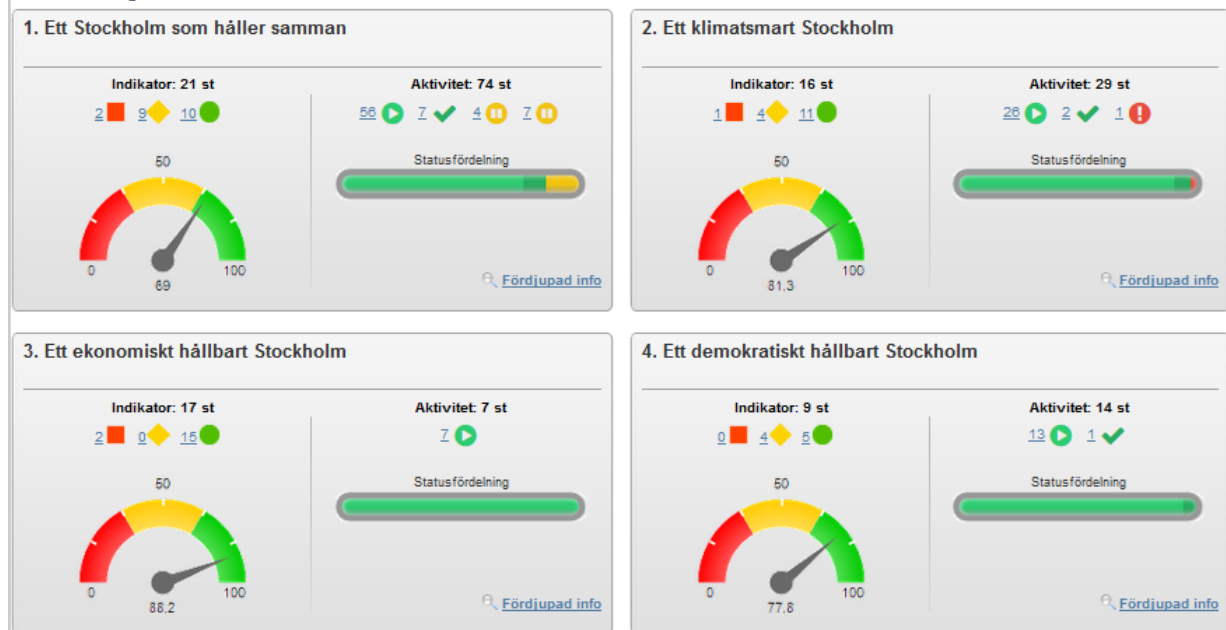 1. Ett Stockholm som håller samman
Indikator: 21 st
2 9 10
50
0 100
69
Aktivitet: 74 st
56 7 4 7
Statusfördelning
Fördjupad info
2. Ett klimatsmart Stockholm
Indikator: 16 st
1 4 11
50
0 100
81,3
Aktivitet: 29 st
26 2 1
Statusfördelning
Fördjupad info
3. Ett ekonomiskt hållbart Stockholm
Indikator: 17 st
2 0 15
50
0 100
88,2
Aktivitet: 7 st
7
Statusfördelning
Fördjupad info
4. Ett demokratiskt hållbart Stockholm
Indikator: 9 st
0 4 5
50
0 100
77,8
Aktivitet: 14 st
13 1
Statusfördelning
Fördjupad info